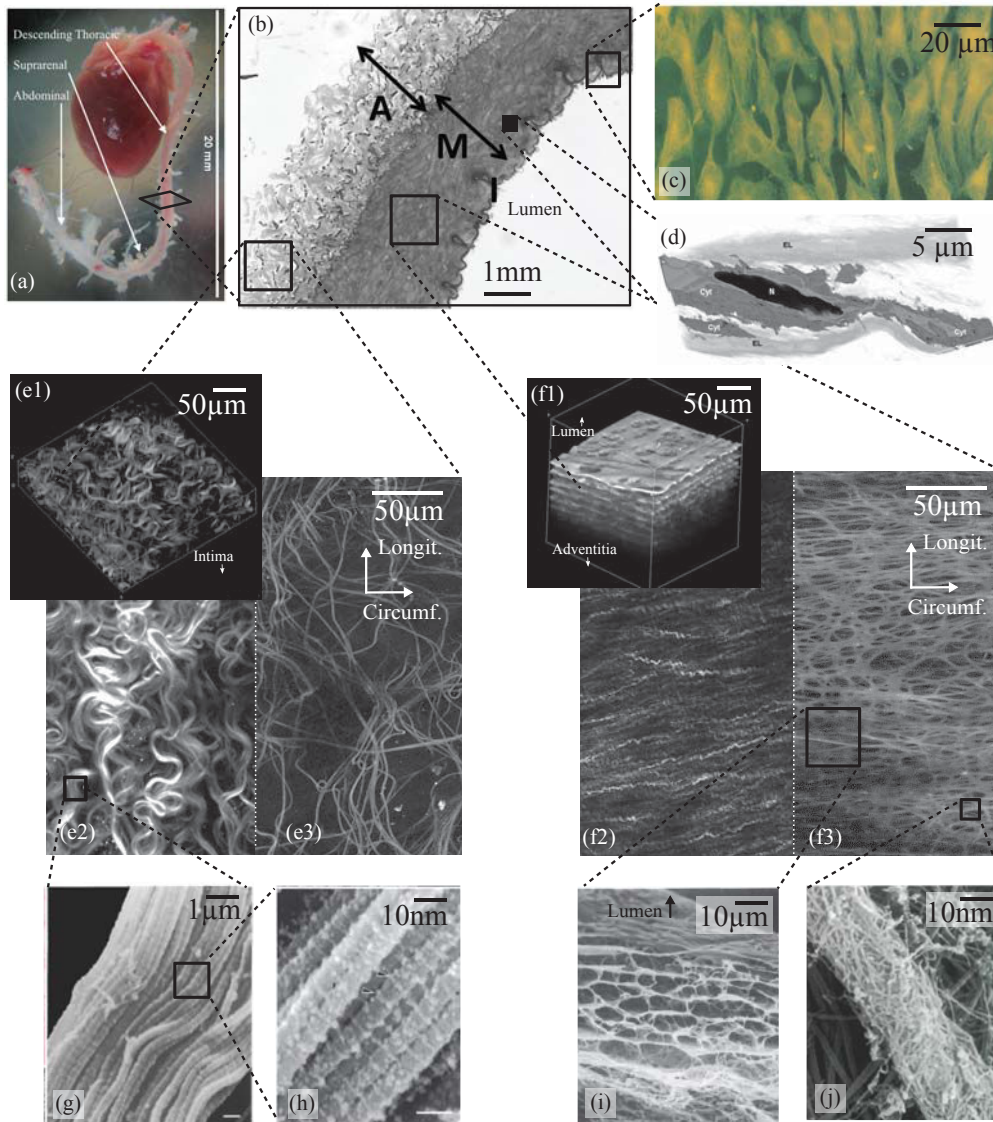 Descending Thoracic
Suprarenal
Abdominal
20 mm
(a)
(b)
A
M
I
Lumen
1mm
20 µm
(c)
(d)
5 µm
EL
Cyt
N
Cyt
Cyt
EL
(e1)
50µm
Intima
50µm
Longit.
Circumf.
(e2)
(e3)
(f1)
50µm
Lumen
Adventitia
50µm
Longit.
Circumf.
(f2)
(f3)
1µm
(g)
10nm
(h)
Lumen
10µm
(i)
10nm
(j)